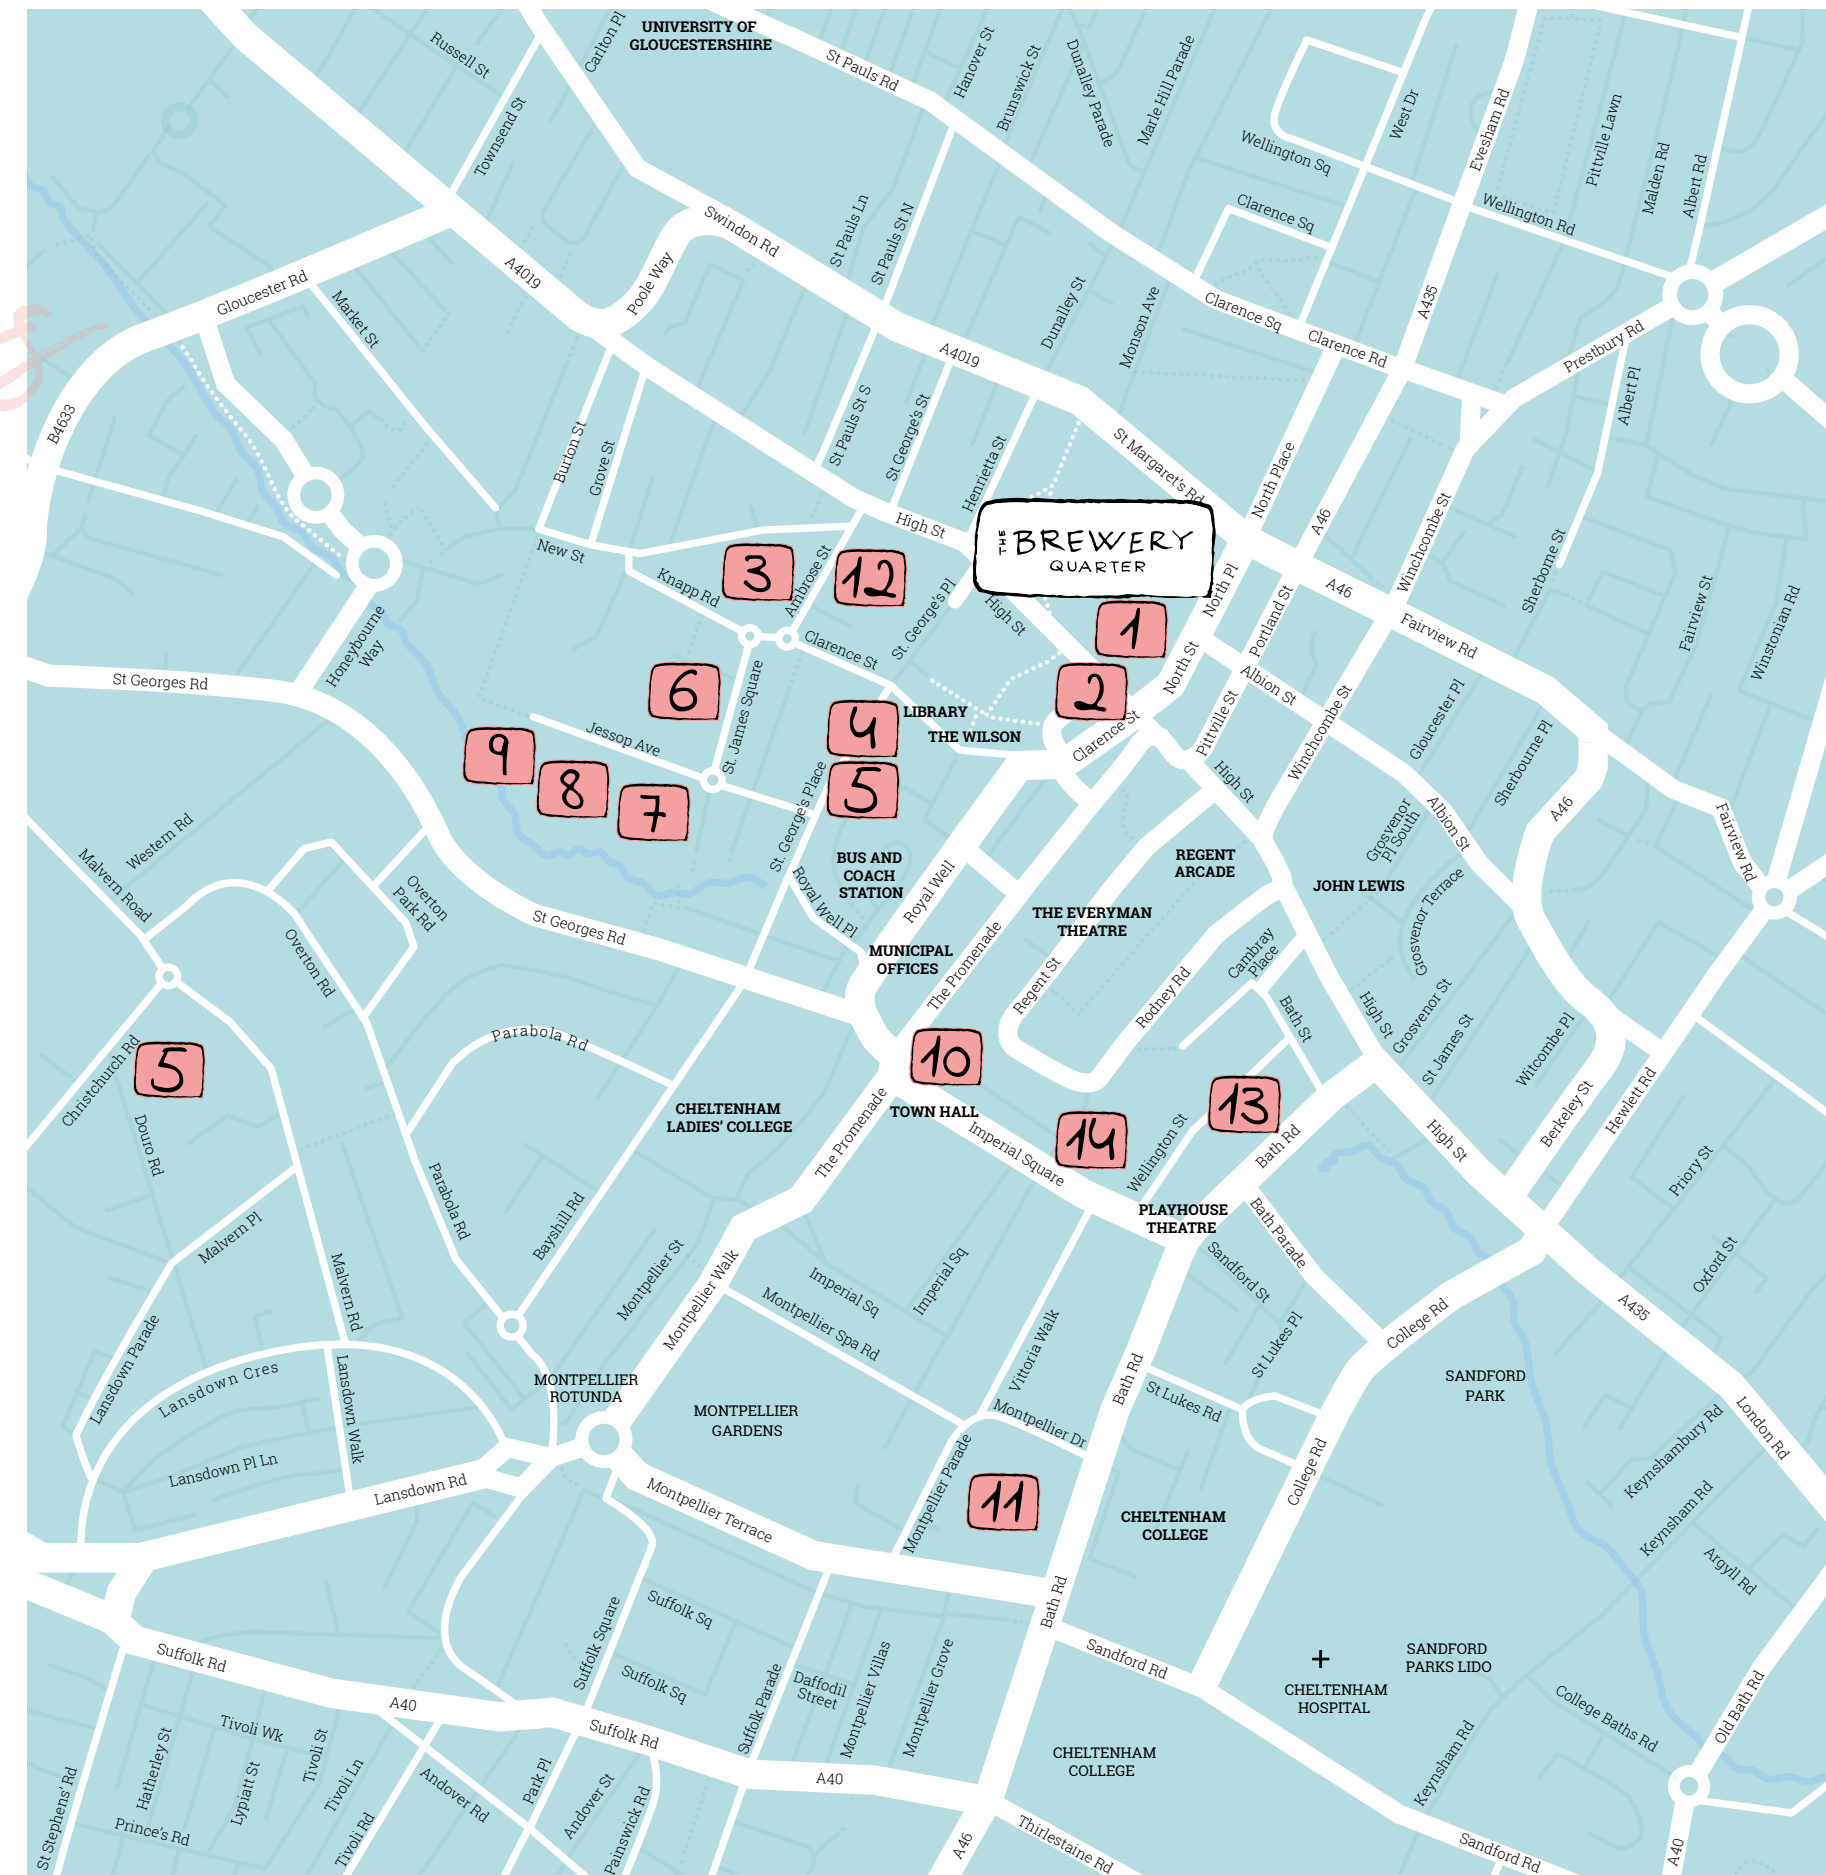 UNIVERSITY OF
GLOUCESTERSHIRE
Russell St
Carlton Pl
Townsend St
St Pauls Rd
Hanover St
Brunswick St
Dunalley Parade
Marle Hill Parade
West Dr
Wellington Sq
Evesham Rd
Pittville Lawn
Malden Rd
Albert Rd
Clarence Sq
Wellington Rd
Swindon Rd
St Pauls Ln
St Pauls St N
A4019
Poole Way
Gloucester Rd
Market St
Dunalley St
Monson Ave
Clarence Sq
Clarence Rd
A435
Prestbury Rd
Albert Pl
A4019
B4633
Burton St
Grove St
St Pauls St S
St George's St
Henrietta St
St Margaret's Rd
North Place
A46
Winchcombe St
High St
New St
Knapp Rd
3
Ambrose St
12
THE
BREWERY
QUARTER
St. George's Pl
High St
1
North Pl
Portland St
A46
Fairview Rd
Sherborne St
Fairview St
Winstonian Rd
Honeybourne
Way
St Georges Rd
Clarence St
6
St. James Square
2
North St
Albion St
Pittville St
Winchcombe St
Gloucester Pl
Sherbourne Pl
LIBRARY
4
THE WILSON
Clarence St
Jessop Ave
9
8
7
5
St. George's Place
High St
Grosvenor
Pl South
Albion St
A46
Fairview Rd
Western Rd
Malvern Road
Overton
Park Rd
Overton Rd
St Georges Rd
BUS AND
COACH
STATION
Royal Well
Royal Well Pl
REGENT
ARCADE
JOHN LEWIS
THE EVERYMAN
THEATRE
Grosvenor Terrace
MUNICIPAL
OFFICES
The Promenade
Regent St
Rodney Rd
Cambray
Place
Bath St
High St
Grosvenor St
St James St
Witcombe Pl
Parabola Rd
5
Christchurch Rd
Douro Rd
10
TOWN HALL
CHELTENHAM
LADIES' COLLEGE
The Promenade
Imperial Square
14
13
Wellington St
Bath Rd
High St
Berkeley St
Hewlett Rd
Priory St
Parabola Rd
Bayshill Rd
Malvern Pl
Malvern Rd
PLAYHOUSE
THEATRE
Bath Parade
Sandford St
Oxford St
Montpellier St
Montpellier Walk
Imperial Sq
Imperial Sq
Montpellier Spa Rd
Vittoria Walk
St Lukes Pl
College Rd
A435
Lansdown Parade
Lansdown Cres
Lansdown Walk
Lansdown Pl Ln
Lansdown Rd
MONTPELLIER
ROTUNDA
MONTPELLIER
GARDENS
Bath Rd
St Lukes Rd
Montpellier Dr
SANDFORD
PARK
London Rd
Keynshambury Rd
Keynsham Rd
Argyll Rd
Montpellier Parade
11
CHELTENHAM
COLLEGE
College Rd
Montpellier Terrace
Suffolk Square
Suffolk Sq
Suffolk Sq
Bath Rd
Sandford Rd
Suffolk Rd
A40
Suffolk Rd
Suffolk Parade
Daffodil
Street
Montpellier Villas
Montpellier Grove
SANDFORD
PARKS LIDO
CHELTENHAM
HOSPITAL
College Baths Rd
Old Bath Rd
Tivoli Wk
Hatherley St
Tivoli St
Lypiatt St
Tivoli Ln
Prince's Rd
St Stephens' Rd
Tivoli Rd
Andover Rd
Park Pl
Andover St
Painswick Rd
A40
CHELTENHAM
COLLEGE
Keynsham Rd
A46
Thirlestaine Rd
Sandford Rd
A40